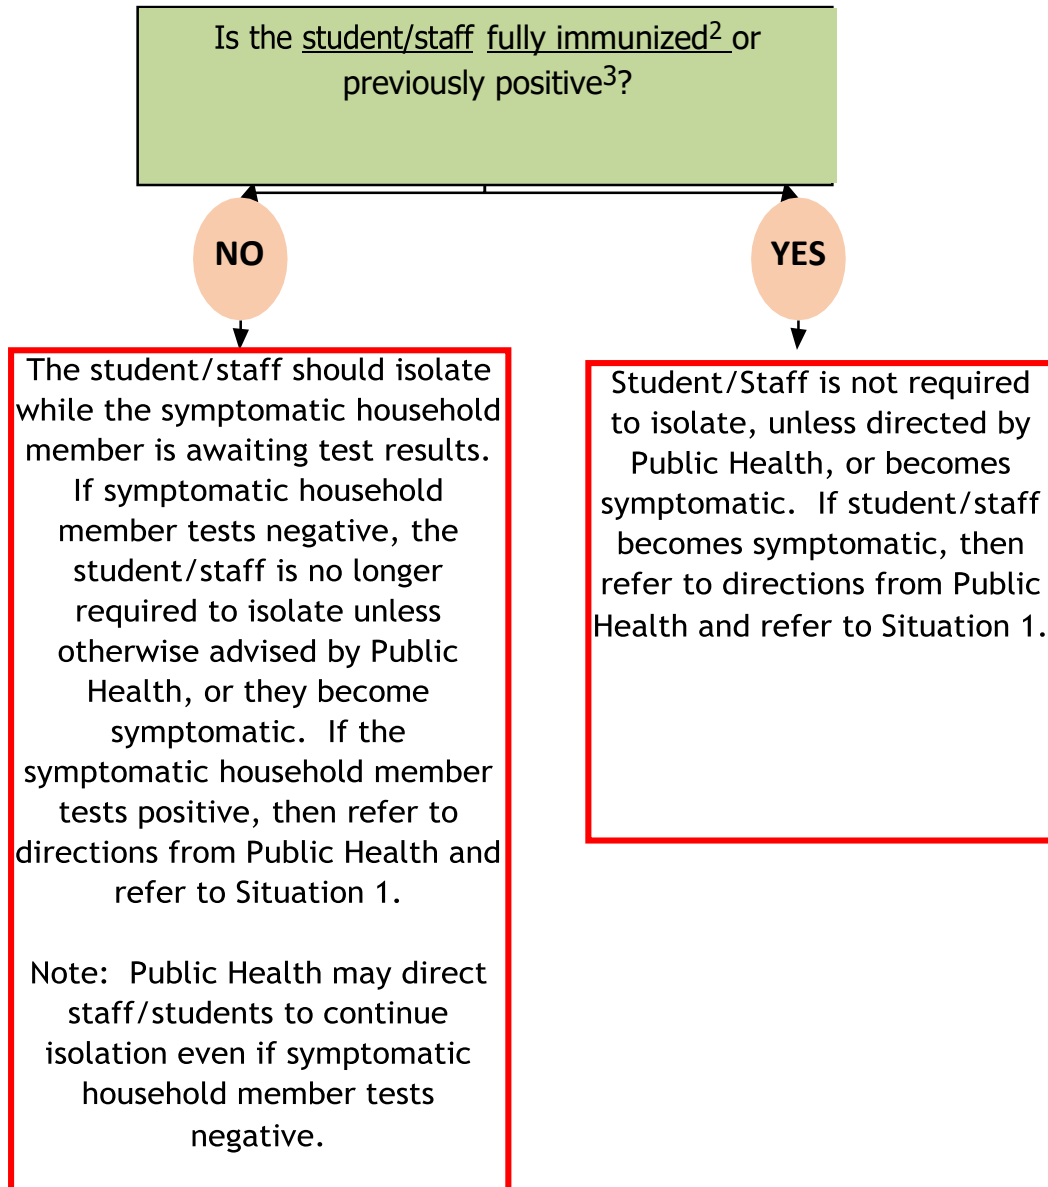 Is the student/staff fully immunized2 or
previously positive3?
NO
YES
The student/staff should isolate
while the symptomatic household
member is awaiting test results.
If symptomatic household
member tests negative, the
student/staff is no longer
required to isolate unless
otherwise advised by Public
Health, or they become
symptomatic.  If the
symptomatic household member
tests positive, then refer to
directions from Public Health and
refer to Situation 1.
Note:  Public Health may direct
staff/students to continue
isolation even if symptomatic
household member tests
negative.
Student/Staff is not required
to isolate, unless directed by
Public Health, or becomes
symptomatic.  If student/staff
becomes symptomatic, then
refer to directions from Public
Health and refer to Situation 1.